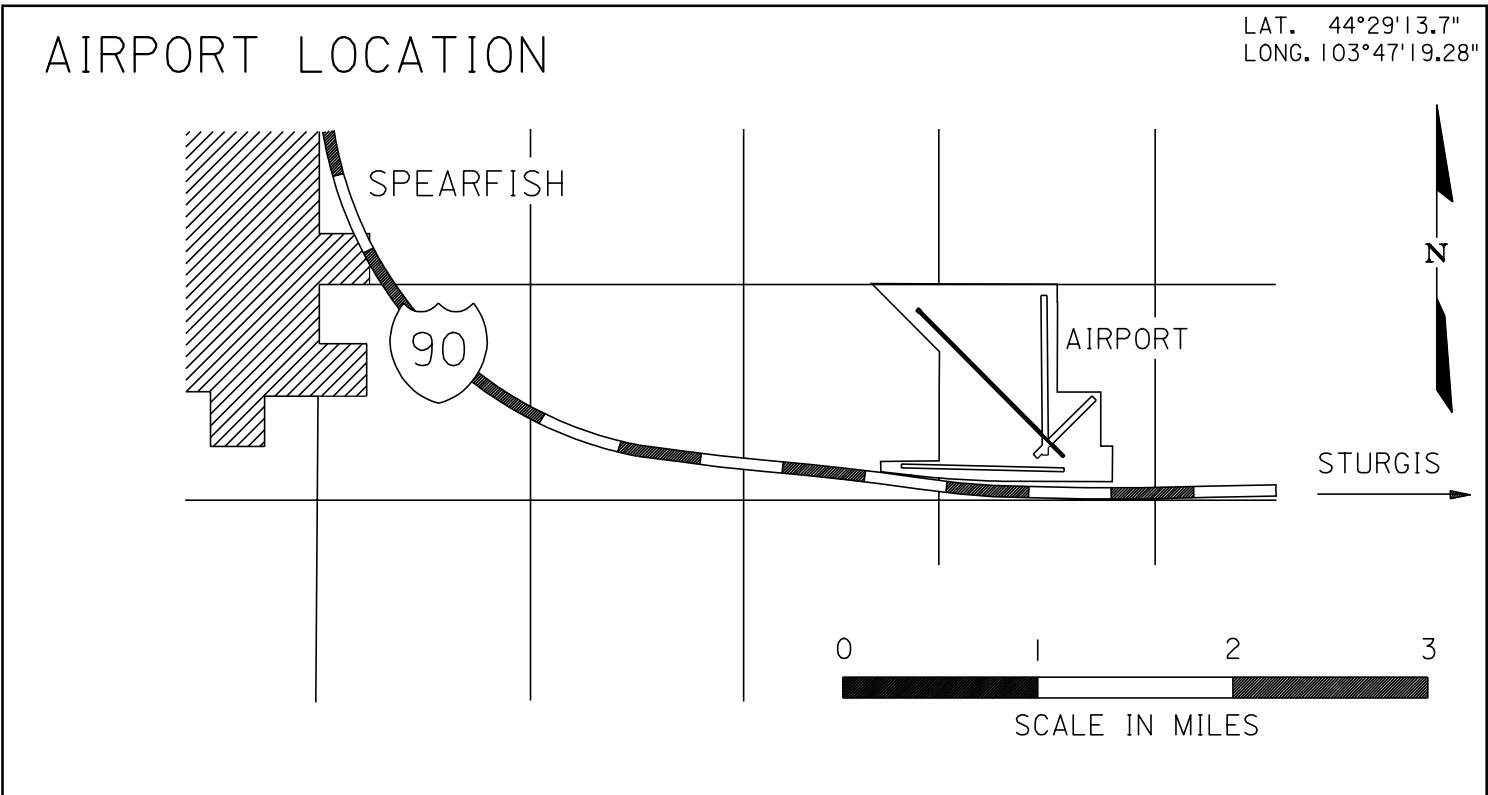 AIRPORT LOCATION
LAT. 44°29'13.7"
LONG. 103°47'19.28"
SPEARFISH
N
90
AIRPORT
STURGIS
0 1 2 3
SCALE IN MILES